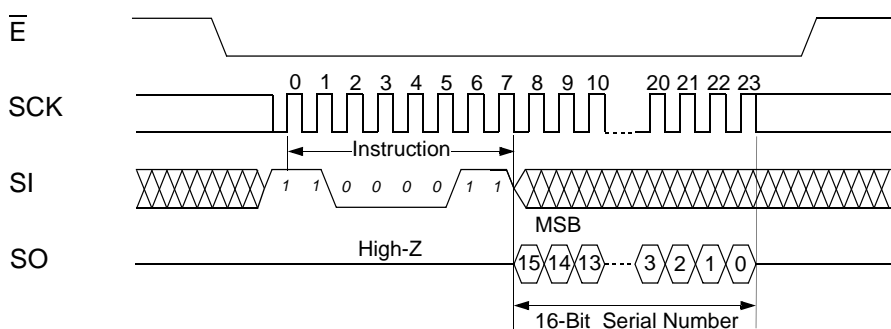 E
SCK
0 1 2 3 4 5 6 7 8 9 10 20 21 22 23
Instruction
SI
1 1 0 0 0 0 1 1
MSB
SO
High-Z
15 14 13 3 2 1 0
16-Bit Serial Number